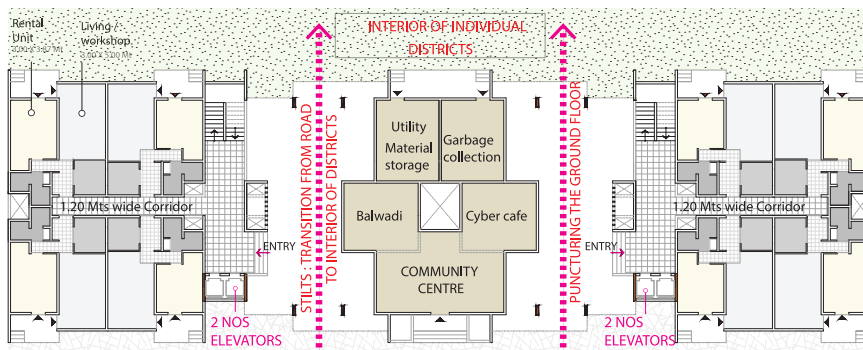 Rental
Unit
Living /
workshop
INTERIOR OF INDIVIDUAL
DISTRICTS
STILTS : TRANSITION FROM ROAD
TO INTERIOR OF DISTRICTS
PUNCTURING THE GROUND FLOOR
Utility
Material
storage
Garbage
collection
1.20 Mts wide Corridor
Balwadi
Cyber cafe
1.20 Mts wide Corridor
ENTRY
ENTRY
COMMUNITY
CENTRE
2 NOS
ELEVATORS
2 NOS
ELEVATORS